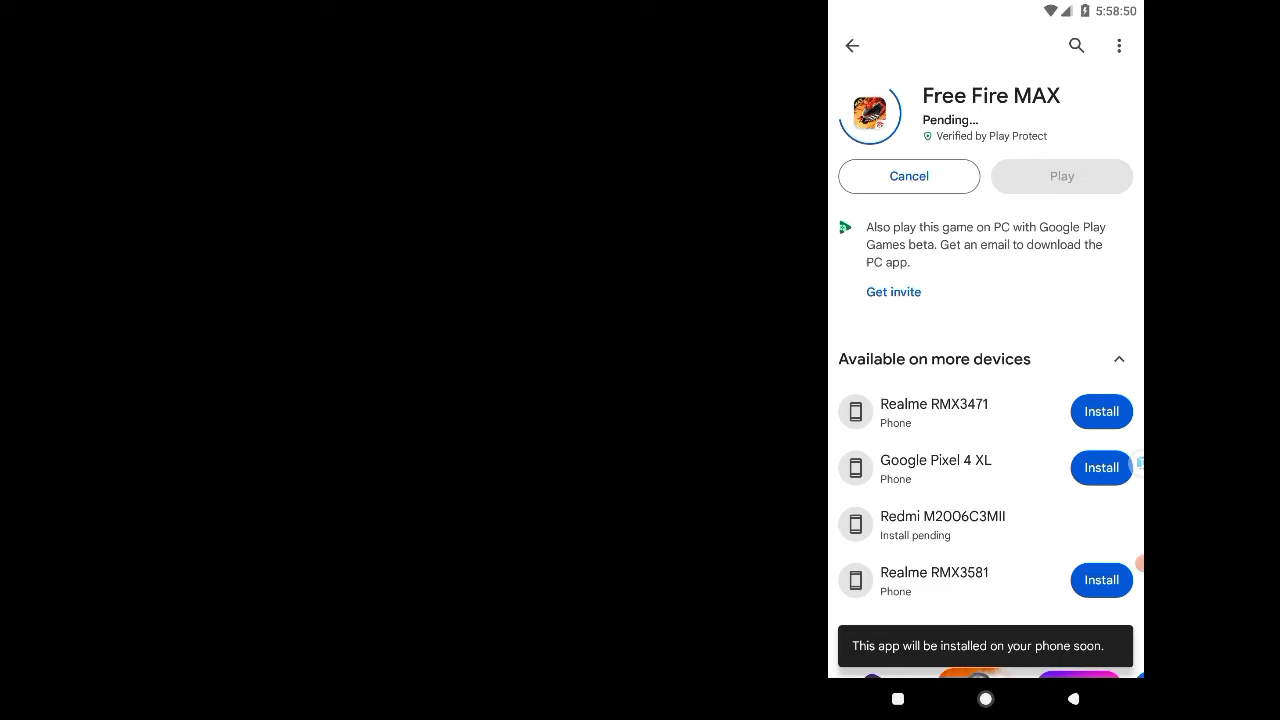 5:58:50
Free Fire MAX
Pending...
Verified by Play Protect
Cancel
Play
Also play this game on PC with Google Play
Games beta. Get an email to download the
PC app.
Get invite
Available on more devices
Realme RMX3471
Phone
Install
Google Pixel 4 XL
Phone
Install
Redmi M2006C3MII
Install pending
Realme RMX3581
Phone
Install
This app will be installed on your phone soon.